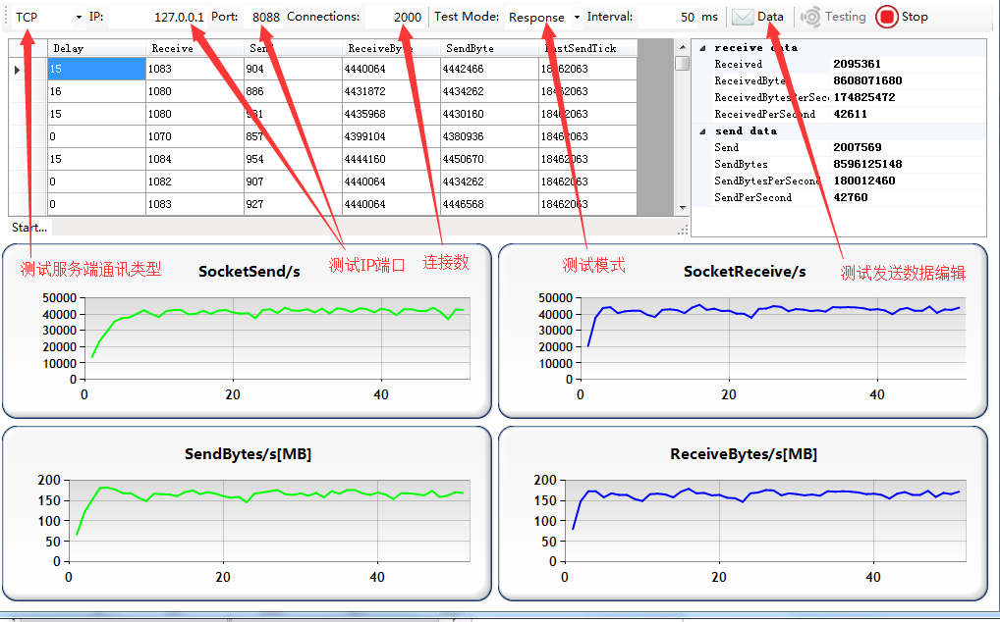 TCP IP: 127.0.0.1 Port: 8088 Connections: 2000 Test Mode: Response Interval: 50 ms Data Testing Stop
Delay Receive ReceiveByte SendByte LastSendTick
15 1083 904 4440064 4442466 18462063
16 1080 886 4431872 4434262 18462063
15 1080 931 4435968 4430160 18462063
0 1070 857 4399104 4380936 18462063
15 1084 954 4444160 4450670 18462063
0 1082 907 4440064 4434262 18462063
0 1083 927 4440064 4446568 18462063
Start...
receive data
Received 2095361
ReceivedBytes 8608071680
ReceivedBytesPerSec 174825472
ReceivedPerSecond 42611
send data
Send 2007569
SendBytes 8596125148
SendBytesPerSecond 180012460
SendPerSecond 42760
测试服务端通讯类型
测试IP端口
连接数
测试模式
测试发送数据编辑
SocketSend/s
50000
40000
30000
20000
10000
0
0 20 40
SocketReceive/s
50000
40000
30000
20000
10000
0
0 20 40
SendBytes/s[MB]
200
150
100
50
0
0 20 40
ReceiveBytes/s[MB]
200
150
100
50
0
0 20 40